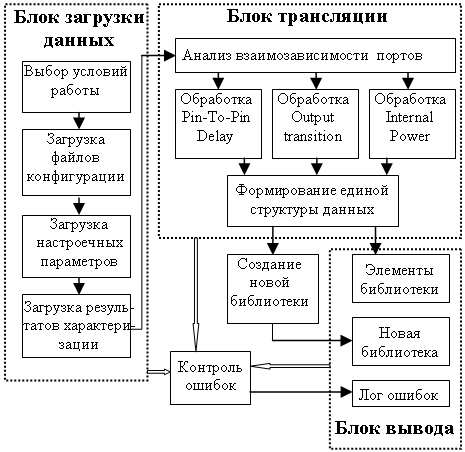 Блок загрузки
данных
Выбор условий
работы
Загрузка
файлов
конфигурации
Загрузка
настроечных
параметров
Загрузка резуль-
татов характери-
зации
Блок трансляции
Анализ взаимозависимости портов
Обработка
Pin-To-Pin
Delay
Обработка
Output
transition
Обработка
Internal
Power
Формирование единой
структуры данных
Создание
новой
библиотеки
Контроль
ошибок
Элементы
библиотеки
Новая
библиотека
Лог ошибок
Блок вывода